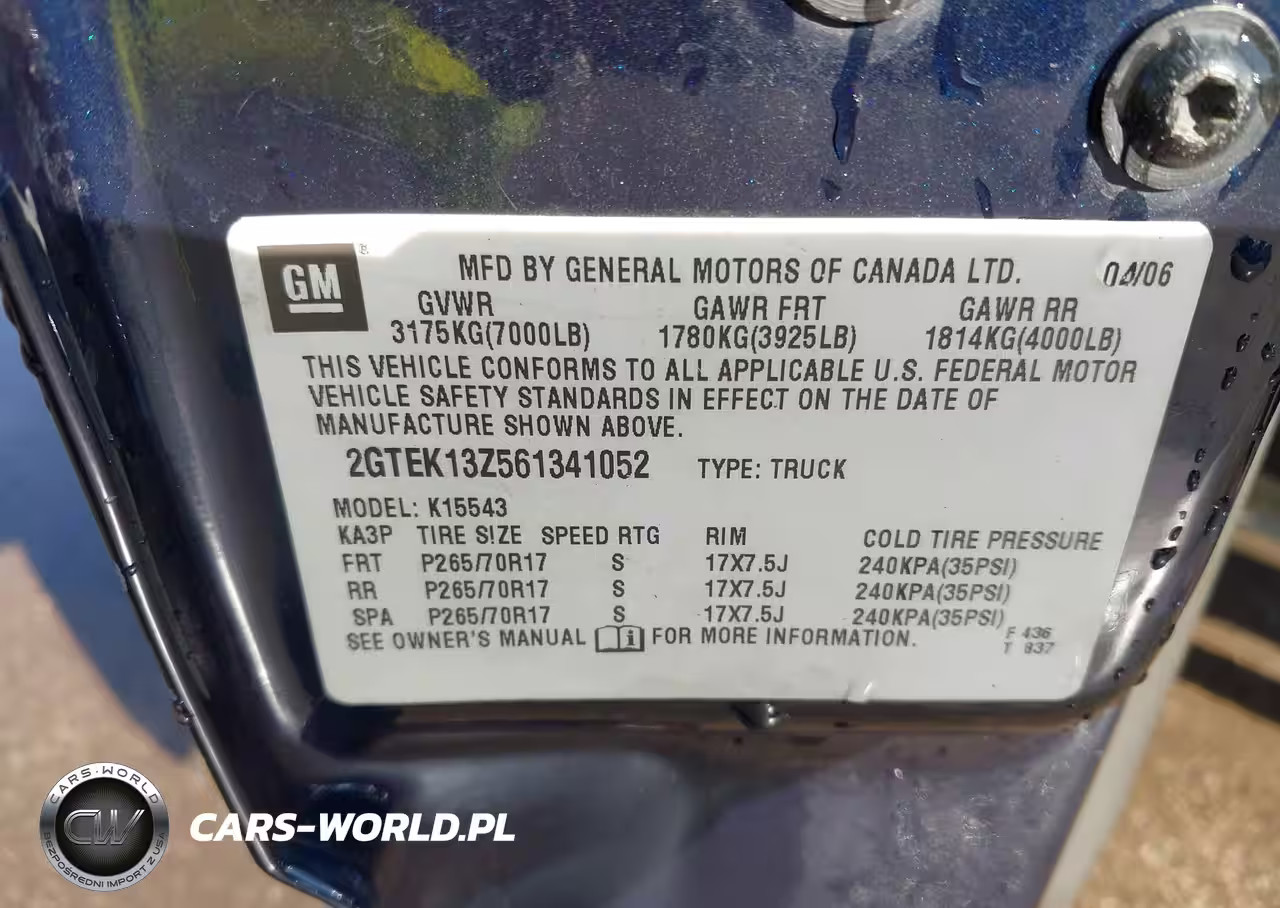 GM ®
MFD BY GENERAL MOTORS OF CANADA LTD. 04/06
GVWR GAWR FRT GAWR RR
3175KG(7000LB) 1780KG(3925LB) 1814KG(4000LB)
THIS VEHICLE CONFORMS TO ALL APPLICABLE U.S. FEDERAL MOTOR
VEHICLE SAFETY STANDARDS IN EFFECT ON THE DATE OF
MANUFACTURE SHOWN ABOVE.
2GTEK13Z561341052 TYPE: TRUCK
MODEL: K15543
KA3P TIRE SIZE SPEED RTG RIM COLD TIRE PRESSURE
FRT P265/70R17 S 17X7.5J 240KPA(35PSI)
RR P265/70R17 S 17X7.5J 240KPA(35PSI)
SPA P265/70R17 S 17X7.5J 240KPA(35PSI)
SEE OWNER'S MANUAL i FOR MORE INFORMATION.
F 436
T 837
CARS-WORLD
CW
BEZPOŚREDNI IMPORT Z USA
CARS-WORLD.PL